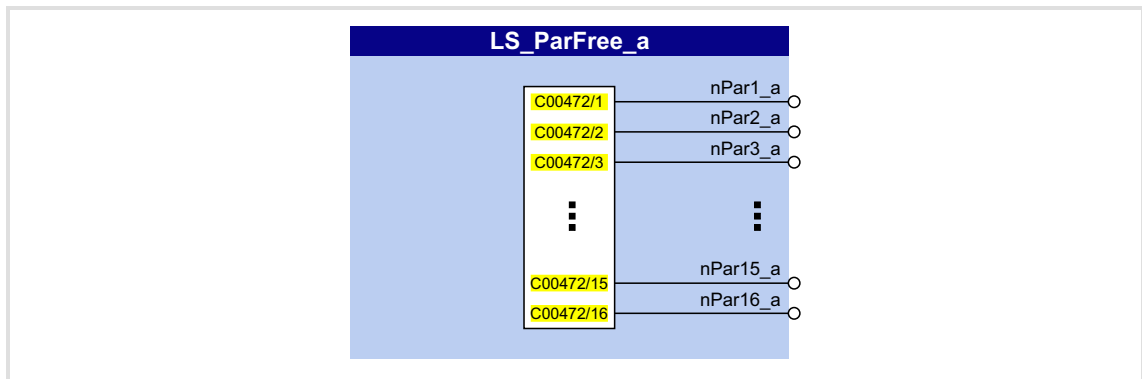 LS_ParFree_a
C00472/1 nPar1_a
C00472/2 nPar2_a
C00472/3 nPar3_a
C00472/15 nPar15_a
C00472/16 nPar16_a